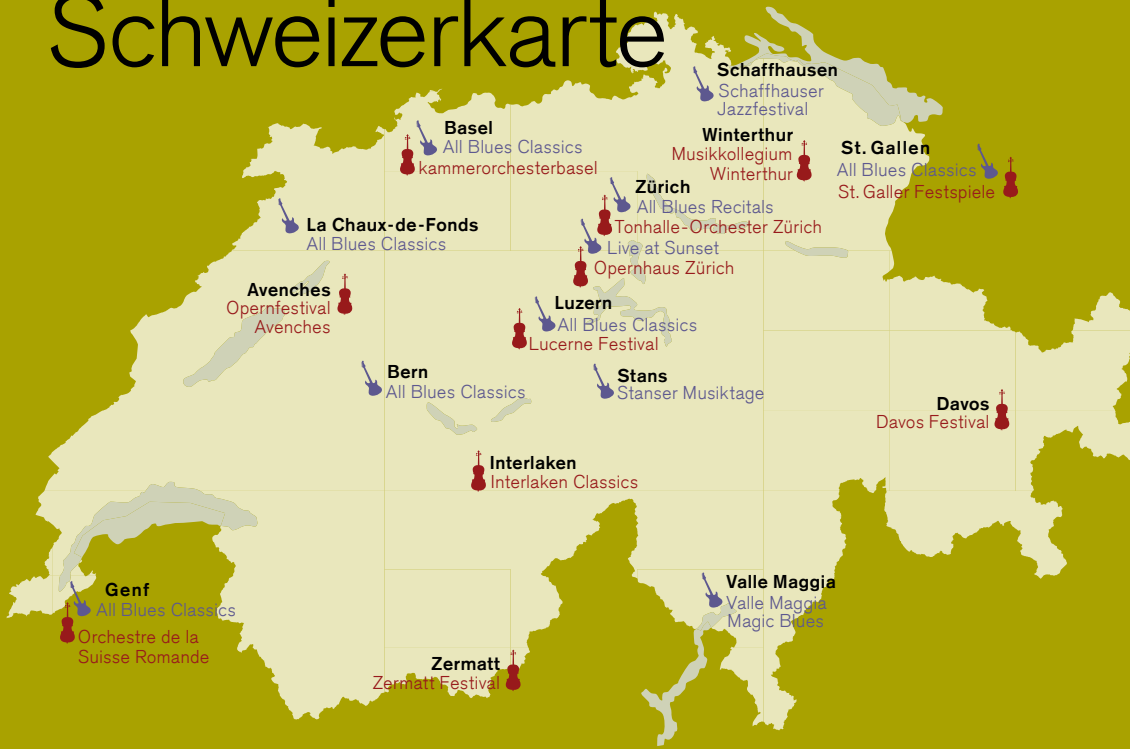 Schweizerkarte
Schaffhausen
Schaffhauser
Jazzfestival
Basel
All Blues Classics
kammerorchesterbasel
Winterthur
Musikkollegium
Winterthur
St. Gallen
All Blues Classics
St. Galler Festspiele
Zürich
All Blues Recitals
Tonhalle-Orchester Zürich
Live at Sunset
Opernhaus Zürich
La Chaux-de-Fonds
All Blues Classics
Avenches
Opernfestival
Avenches
Luzern
All Blues Classics
Lucerne Festival
Bern
All Blues Classics
Stans
Stanser Musiktage
Davos
Davos Festival
Interlaken
Interlaken Classics
Genf
All Blues Classics
Orchestre de la
Suisse Romande
Valle Maggia
Valle Maggia
Magic Blues
Zermatt
Zermatt Festival